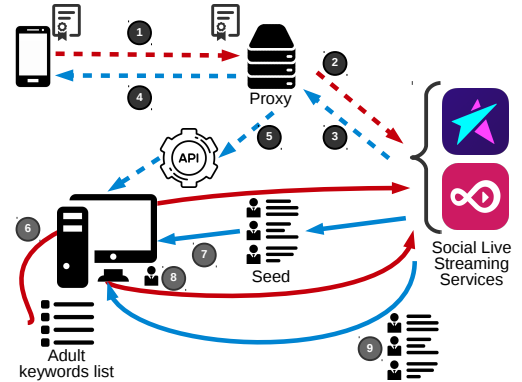 1
2
4
Proxy
3
5
API
6
7
8
Seed
Social Live
Streaming
Services
9
Adult
keywords list